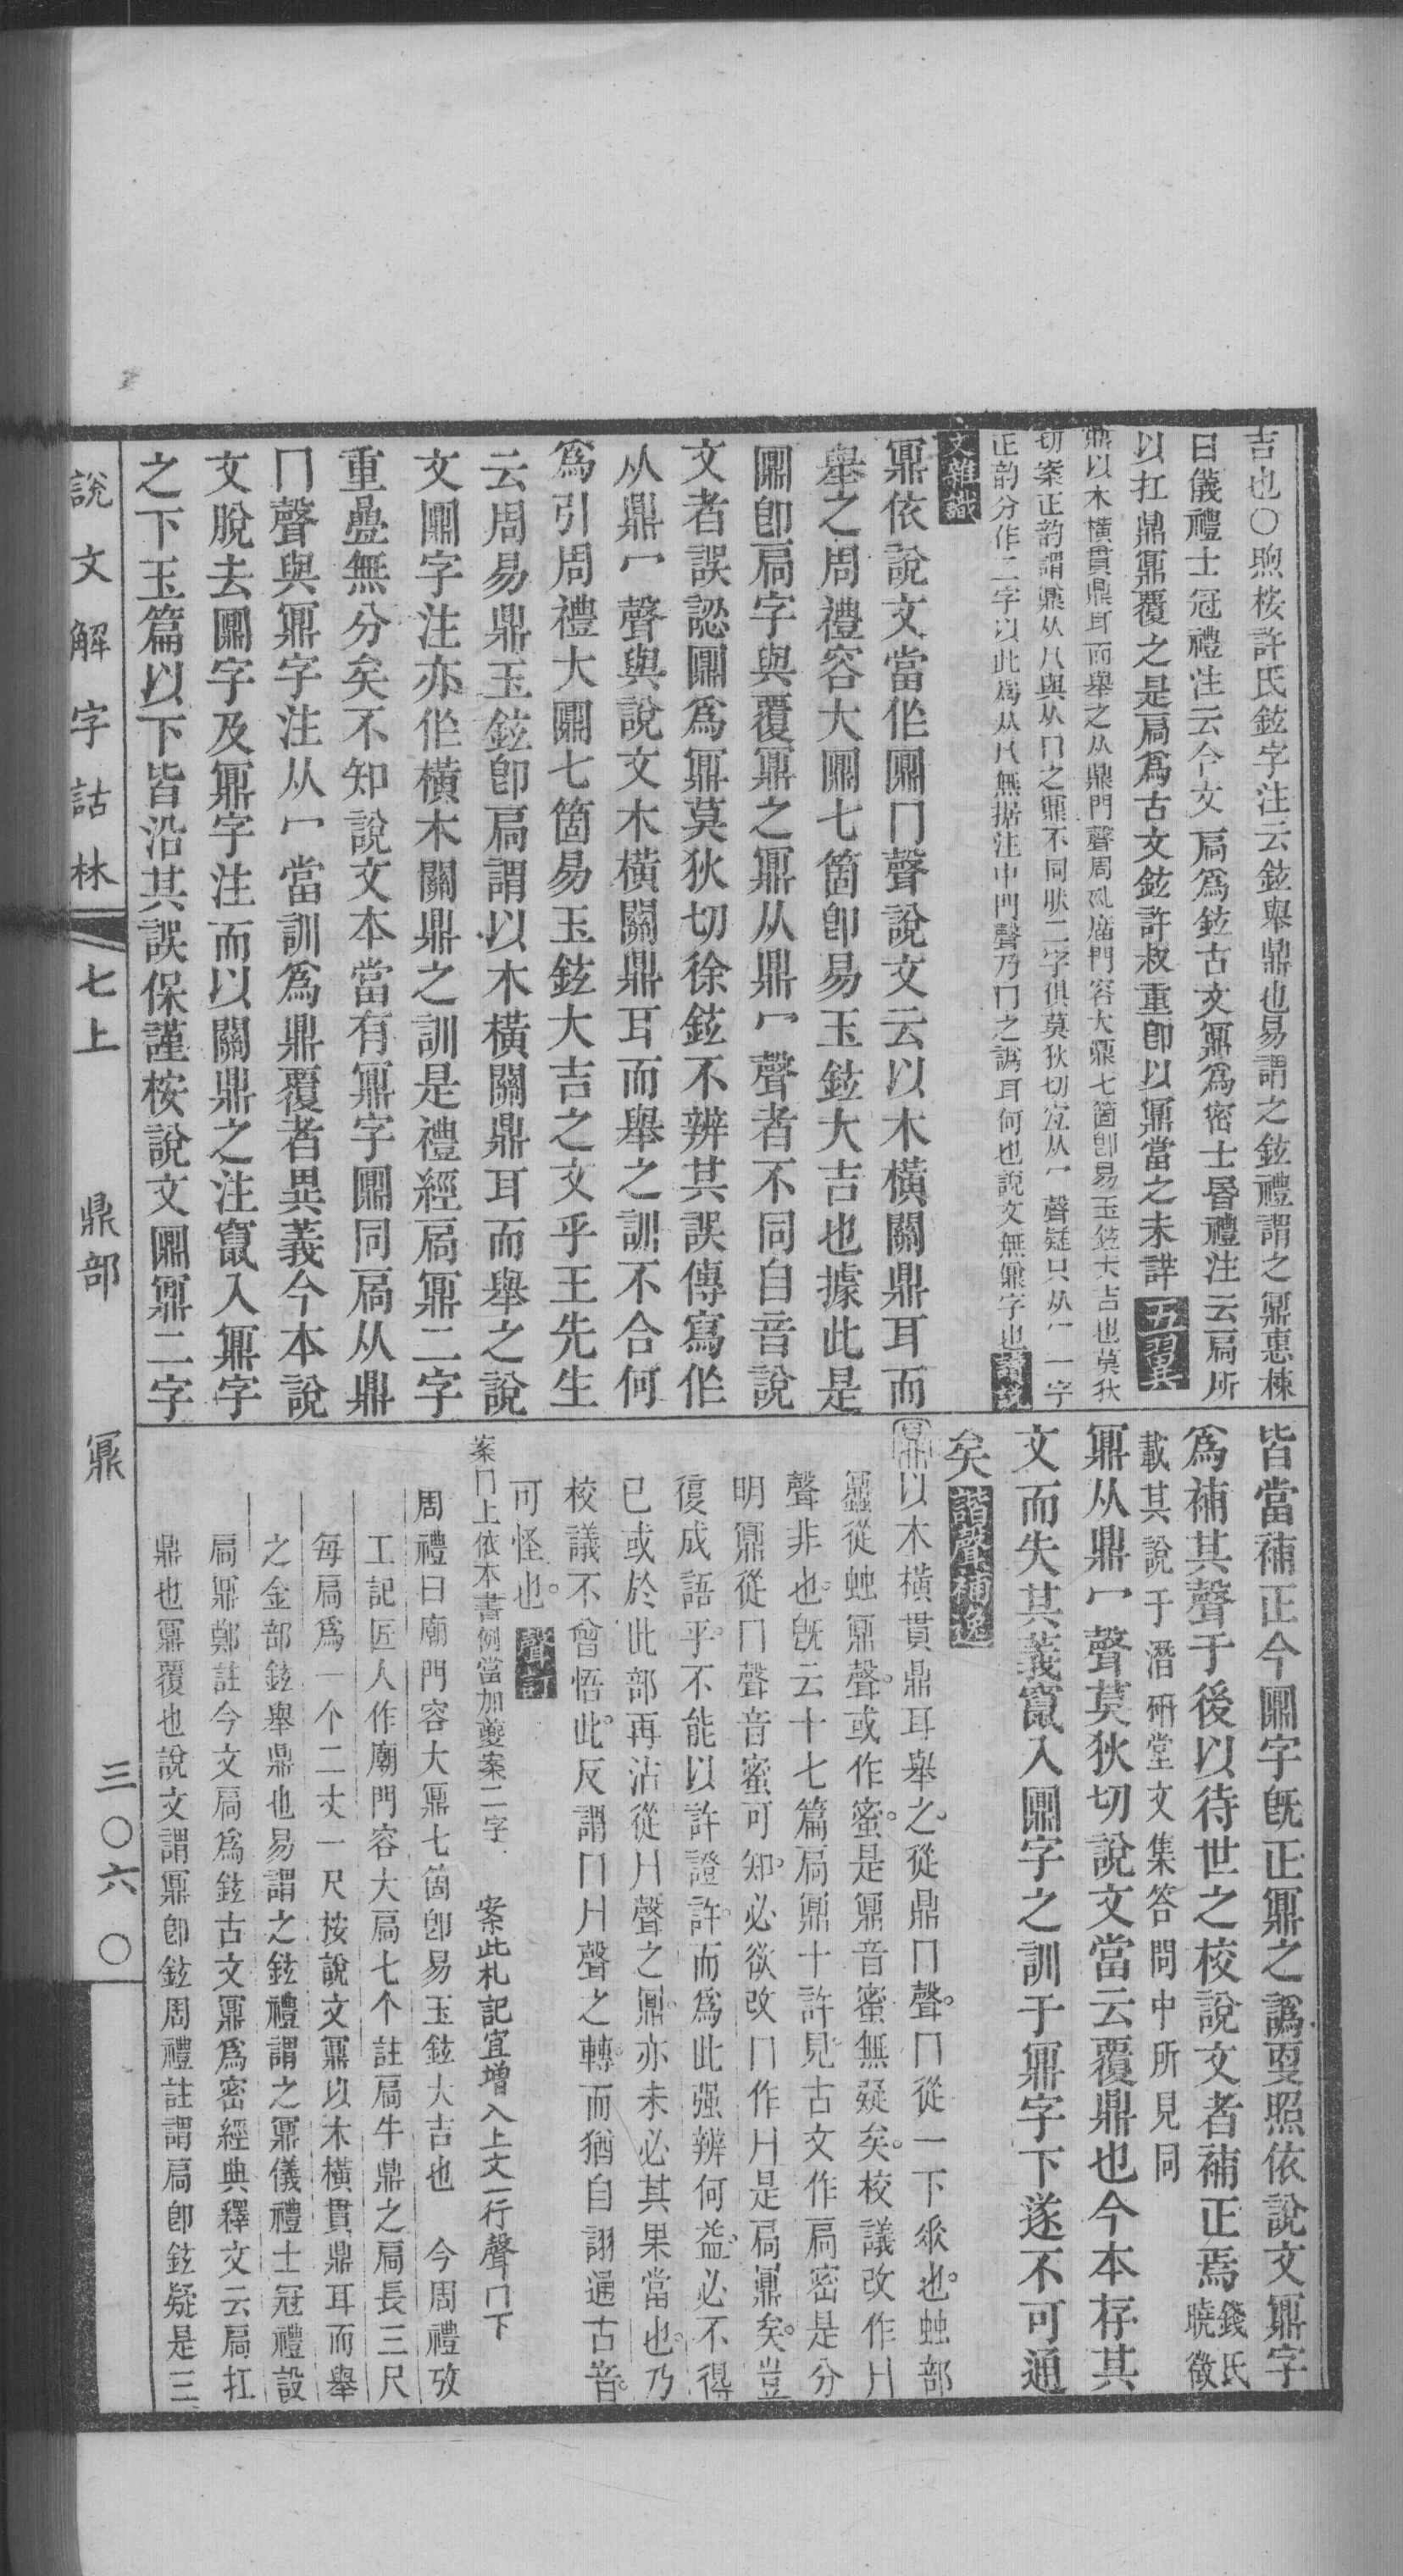 吉也○煦桉許氏鉉字注云鉉舉鼎也易謂之鉉禮謂之鼏惠棟
曰儀禮士冠禮注云今文扃爲鉉古文鼏爲密士昬禮注云扃所
以扛鼎鼏覆之是扃爲古文鉉許叔重卽以鼏當之未詳
鼎以木橫貫鼎耳而舉之从鼎門聲周礼廟門容大鼏七箇卽易玉鉉大吉也莫狄
切案正韵謂鼏从爿與从冂之鼏不同然二字俱莫狄切宐从冖聲疑只从冖一字
正韵分作二字以此爲从爿無据注中門聲乃冂之譌耳何也說文無鼏字也
文雜識
鼏依說文當作鼏冂聲說文云以木橫關鼎耳而
舉之周禮容大鼏七箇卽易玉鉉大吉也據此是
鼏卽扃字與覆鼏之鼏从鼎冖聲者不同自音說
文者誤認鼏爲鼏莫狄切徐鉉不辨其誤傳寫作
从鼎冖聲與說文木橫關鼎耳而舉之訓不合何
爲引周禮大鼏七箇易玉鉉大吉之文乎王先生
云周易鼎玉鉉卽扃謂以木橫關鼎耳而舉之說
文鼏字注亦作橫木關鼎之訓是禮經扃鼏二字
重疊無分矣不知說文本當有鼏字鼏同扃从鼎
冂聲與鼏字注从冖當訓爲鼎覆者異義今本說
文脫去鼏字及鼏字注而以關鼎之注竄入鼏字
之下玉篇以下皆沿其誤保謹桉說文鼏鼏二字
皆當補正今鼏字旣正鼏之譌耎照依說文鼏字
爲補其聲于後以待世之校說文者補正焉錢氏曉徵
載其說于潛硏堂文集答問中所見同
鼏从鼎冖聲莫狄切說文當云覆鼎也今本存其
文而失其義竄入鼏字之訓于鼏字下遂不可通
矣諧聲補逸
鼏以木橫貫鼎耳舉之從鼎冂聲冂從一下垂也䖵部
䘊從䖵鼏聲或作蜜是鼏音蜜無疑矣校議改作爿
聲非也旣云十七篇扃鼎十許見古文作扃密是分
明鼏從冂聲音蜜可知必欲改冂作爿是扃鼏矣豈
復成語乎不能以許證許而爲此强辨何益必不得
已或於此部再沾從爿聲之鼏亦未必其果當也乃
校議不曾悟此反謂冂爿聲之轉而猶自詡通古音
可怪也聲訂
案冂上依本書例當加夔案二字 案此札記宜增入上文一行聲冂下
周禮曰廟門容大鼏七箇卽易玉鉉大吉也 今周禮攷
工記匠人作廟門容大扃七个註扃牛鼎之扃長三尺
每扃爲一个二丈一尺按說文鼏以木橫貫鼎耳而舉
之金部鉉舉鼎也易謂之鉉禮謂之鼏儀禮士冠禮設
扃鼏鄭註今文扃爲鉉古文鼏爲密經典釋文云扃扛
鼎也鼏覆也說文謂鼏卽鉉周禮註謂扃卽鉉疑是三
說文解字詁林 七上 鼎部 鼏 三〇六〇